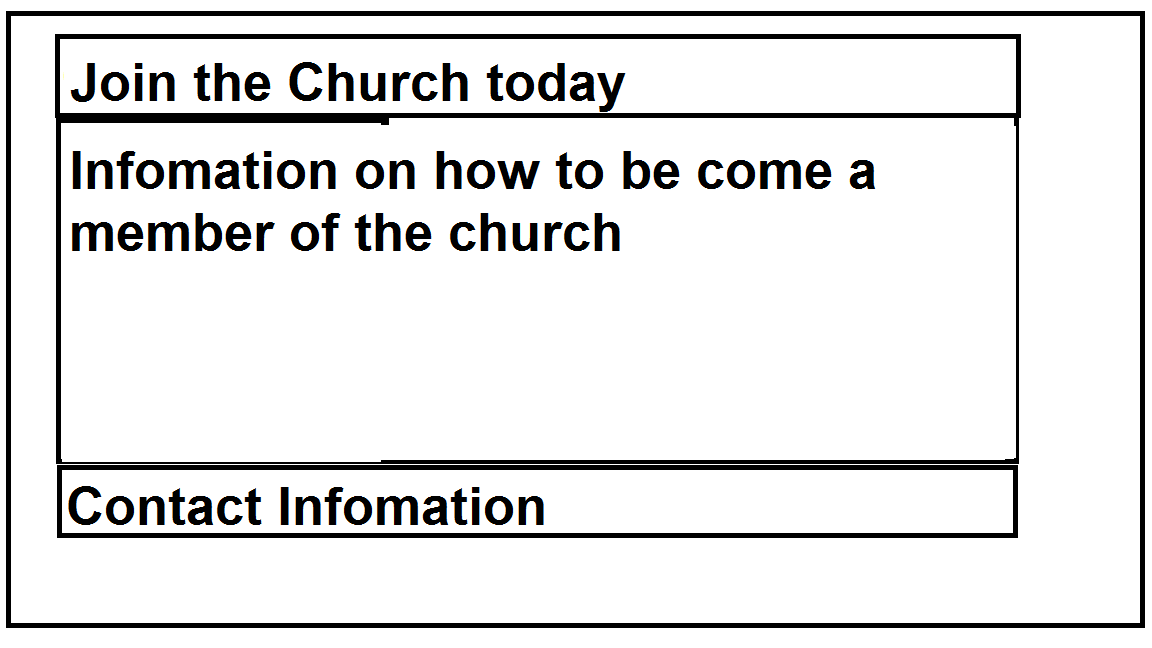 Join the Church today
Infomation on how to be come a
member of the church
Contact Infomation